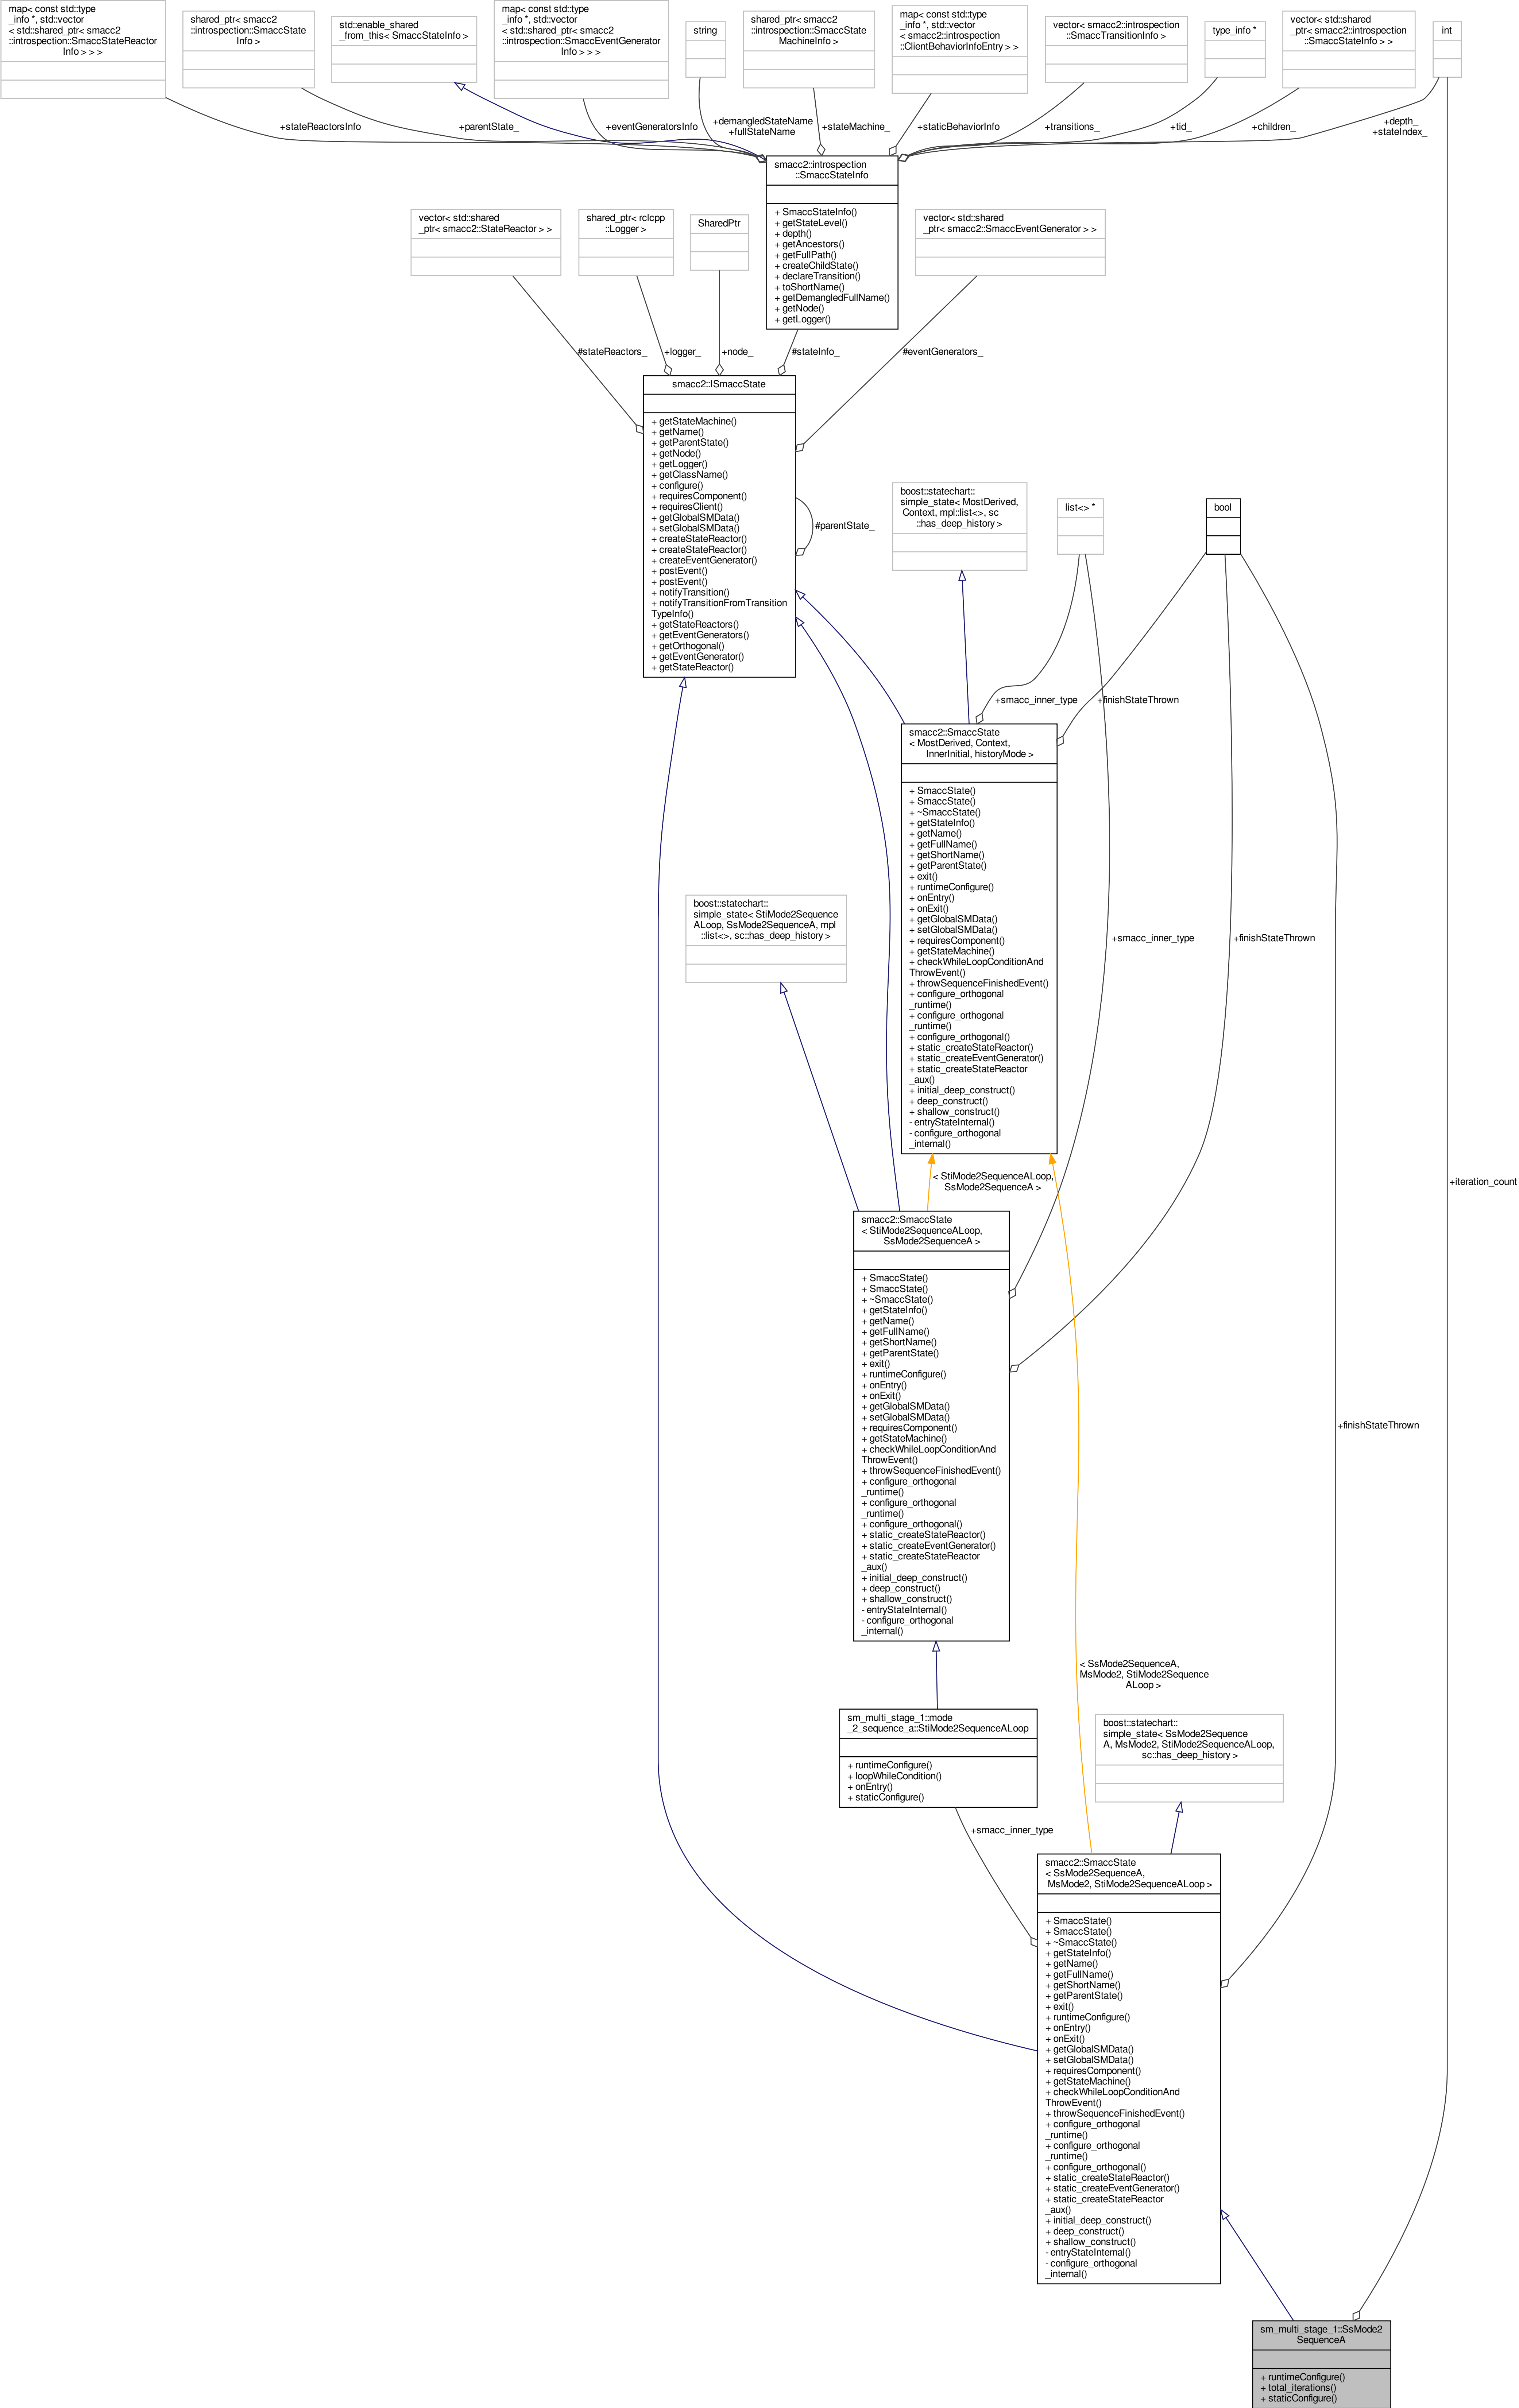 map< const std::type
_info *, std::vector
< std::shared_ptr< smacc2
::introspection::SmaccStateReactor
Info > > >
shared_ptr< smacc2
::introspection::SmaccState
Info >
std::enable_shared
_from_this< SmaccStateInfo >
map< const std::type
_info *, std::vector
< std::shared_ptr< smacc2
::introspection::SmaccEventGenerator
Info > > >
string
shared_ptr< smacc2
::introspection::SmaccState
MachineInfo >
map< const std::type
_info *, std::vector
< smacc2::introspection
::ClientBehaviorInfoEntry > >
vector< smacc2::introspection
::SmaccTransitionInfo >
type_info *
vector< std::shared
_ptr< smacc2::introspection
::SmaccStateInfo > >
int
+stateReactorsInfo
+parentState_
+eventGeneratorsInfo
+demangledStateName
+fullStateName
+stateMachine_
+staticBehaviorInfo
+transitions_
+tid_
+children_
+depth_
+stateIndex_
smacc2::introspection
::SmaccStateInfo
+ SmaccStateInfo()
+ getStateLevel()
+ depth()
+ getAncestors()
+ getFullPath()
+ createChildState()
+ declareTransition()
+ toShortName()
+ getDemangledFullName()
+ getNode()
+ getLogger()
vector< std::shared
_ptr< smacc2::StateReactor > >
shared_ptr< rclcpp
::Logger >
SharedPtr
vector< std::shared
_ptr< smacc2::SmaccEventGenerator > >
#stateReactors_
+logger_
+node_
#stateInfo_
#eventGenerators_
smacc2::ISmaccState
+ getStateMachine()
+ getName()
+ getParentState()
+ getNode()
+ getLogger()
+ getClassName()
+ configure()
+ requiresComponent()
+ requiresClient()
+ getGlobalSMData()
+ setGlobalSMData()
+ createStateReactor()
+ createStateReactor()
+ createEventGenerator()
+ postEvent()
+ postEvent()
+ notifyTransition()
+ notifyTransitionFromTransition
TypeInfo()
+ getStateReactors()
+ getEventGenerators()
+ getOrthogonal()
+ getEventGenerator()
+ getStateReactor()
#parentState_
boost::statechart::
simple_state< MostDerived,
Context, mpl::list<>, sc
::has_deep_history >
list<> *
bool
+smacc_inner_type
+finishStateThrown
smacc2::SmaccState
< MostDerived, Context,
InnerInitial, historyMode >
+ SmaccState()
+ SmaccState()
+ ~SmaccState()
+ getStateInfo()
+ getName()
+ getFullName()
+ getShortName()
+ getParentState()
+ exit()
+ runtimeConfigure()
+ onEntry()
+ onExit()
+ getGlobalSMData()
+ setGlobalSMData()
+ requiresComponent()
+ getStateMachine()
+ checkWhileLoopConditionAnd
ThrowEvent()
+ throwSequenceFinishedEvent()
+ configure_orthogonal
_runtime()
+ configure_orthogonal
_runtime()
+ configure_orthogonal()
+ static_createStateReactor()
+ static_createEventGenerator()
+ static_createStateReactor
_aux()
+ initial_deep_construct()
+ deep_construct()
+ shallow_construct()
- entryStateInternal()
- configure_orthogonal
_internal()
boost::statechart::
simple_state< StiMode2Sequence
ALoop, SsMode2SequenceA, mpl
::list<>, sc::has_deep_history >
+smacc_inner_type
+finishStateThrown
< StiMode2SequenceALoop,
SsMode2SequenceA >
+iteration_count
smacc2::SmaccState
< StiMode2SequenceALoop,
SsMode2SequenceA >
+ SmaccState()
+ SmaccState()
+ ~SmaccState()
+ getStateInfo()
+ getName()
+ getFullName()
+ getShortName()
+ getParentState()
+ exit()
+ runtimeConfigure()
+ onEntry()
+ onExit()
+ getGlobalSMData()
+ setGlobalSMData()
+ requiresComponent()
+ getStateMachine()
+ checkWhileLoopConditionAnd
ThrowEvent()
+ throwSequenceFinishedEvent()
+ configure_orthogonal
_runtime()
+ configure_orthogonal
_runtime()
+ configure_orthogonal()
+ static_createStateReactor()
+ static_createEventGenerator()
+ static_createStateReactor
_aux()
+ initial_deep_construct()
+ deep_construct()
+ shallow_construct()
- entryStateInternal()
- configure_orthogonal
_internal()
+finishStateThrown
< SsMode2SequenceA,
MsMode2, StiMode2Sequence
ALoop >
sm_multi_stage_1::mode
_2_sequence_a::StiMode2SequenceALoop
+ runtimeConfigure()
+ loopWhileCondition()
+ onEntry()
+ staticConfigure()
boost::statechart::
simple_state< SsMode2Sequence
A, MsMode2, StiMode2SequenceALoop,
sc::has_deep_history >
+smacc_inner_type
smacc2::SmaccState
< SsMode2SequenceA,
MsMode2, StiMode2SequenceALoop >
+ SmaccState()
+ SmaccState()
+ ~SmaccState()
+ getStateInfo()
+ getName()
+ getFullName()
+ getShortName()
+ getParentState()
+ exit()
+ runtimeConfigure()
+ onEntry()
+ onExit()
+ getGlobalSMData()
+ setGlobalSMData()
+ requiresComponent()
+ getStateMachine()
+ checkWhileLoopConditionAnd
ThrowEvent()
+ throwSequenceFinishedEvent()
+ configure_orthogonal
_runtime()
+ configure_orthogonal
_runtime()
+ configure_orthogonal()
+ static_createStateReactor()
+ static_createEventGenerator()
+ static_createStateReactor
_aux()
+ initial_deep_construct()
+ deep_construct()
+ shallow_construct()
- entryStateInternal()
- configure_orthogonal
_internal()
sm_multi_stage_1::SsMode2
SequenceA
+ runtimeConfigure()
+ total_iterations()
+ staticConfigure()